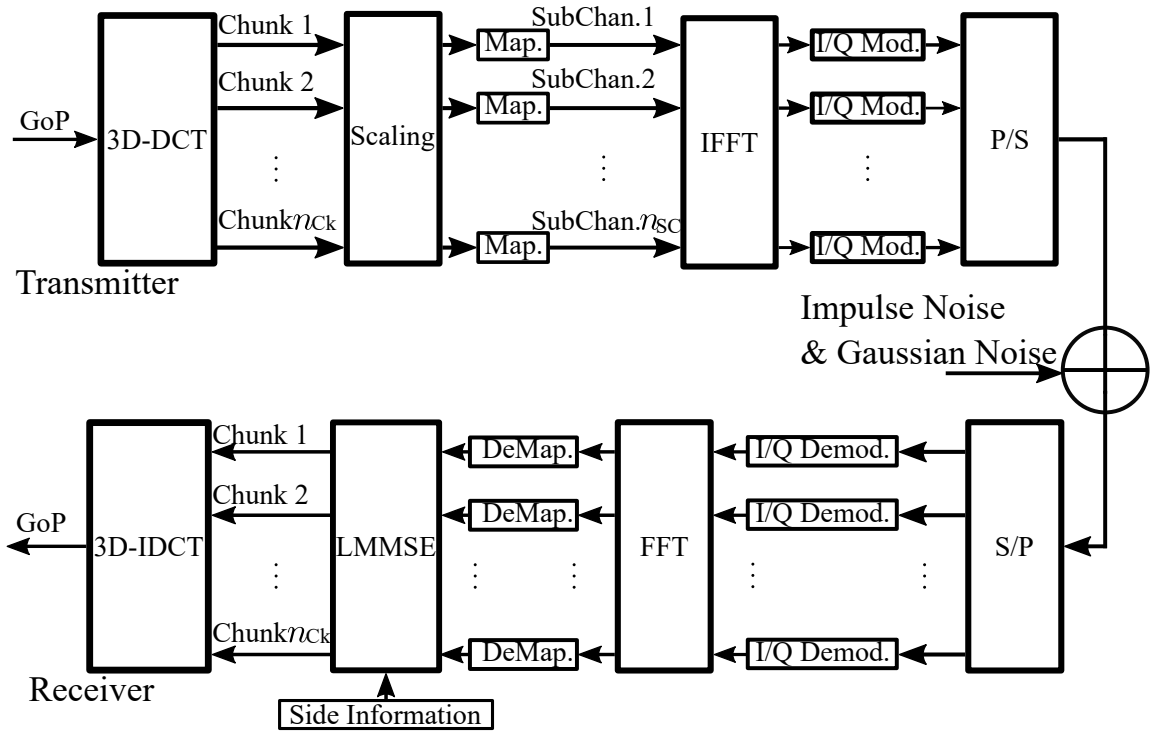 Chunk 1
SubChan.1
Map.
I/Q Mod.
Chunk 2
SubChan.2
Map.
I/Q Mod.
GoP
3D-DCT
Scaling
IFFT
P/S
Chunk nCk
SubChan.nSC
Map.
I/Q Mod.
Transmitter
Impulse Noise
& Gaussian Noise
Chunk 1
DeMap.
I/Q Demod.
Chunk 2
DeMap.
I/Q Demod.
GoP
3D-IDCT
LMMSE
FFT
S/P
Chunk nCk
DeMap.
I/Q Demod.
Receiver
Side Information